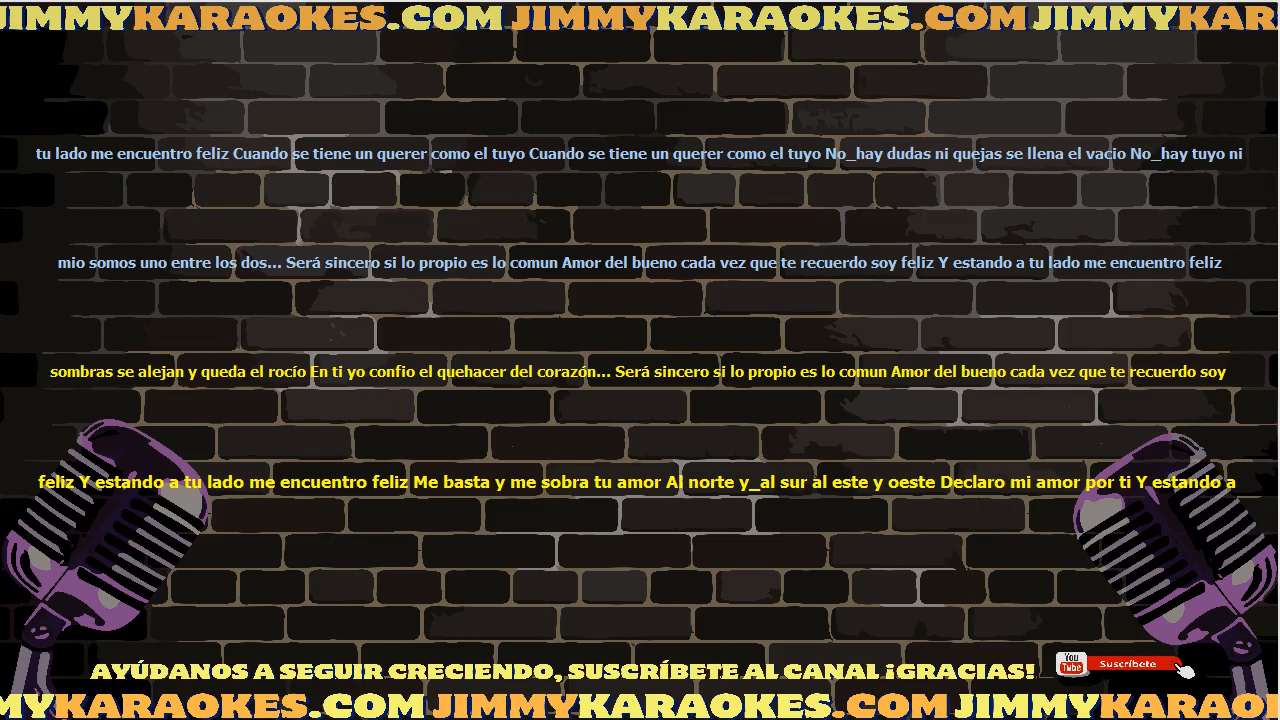 JIMMYKARAOKES.COM JIMMYKARAOKES.COM JIMMYKAR
tu lado me encuentro feliz Cuando se tiene un querer como el tuyo Cuando se tiene un querer como el tuyo No_hay dudas ni quejas se llena el vacio No_hay tuyo ni
mio somos uno entre los dos... Será sincero si lo propio es lo comun Amor del bueno cada vez que te recuerdo soy feliz Y estando a tu lado me encuentro feliz
sombras se alejan y queda el rocío En ti yo confio el quehacer del corazón... Será sincero si lo propio es lo comun Amor del bueno cada vez que te recuerdo soy
feliz Y estando a tu lado me encuentro feliz Me basta y me sobra tu amor Al norte y_al sur al este y oeste Declaro mi amor por ti Y estando a
AYÚDANOS A SEGUIR CRECIENDO, SUSCRÍBETE AL CANAL ¡GRACIAS!
You Tube Suscríbete
MYKARAOKES.COM JIMMYKARAOKES.COM JIMMYKARAOI